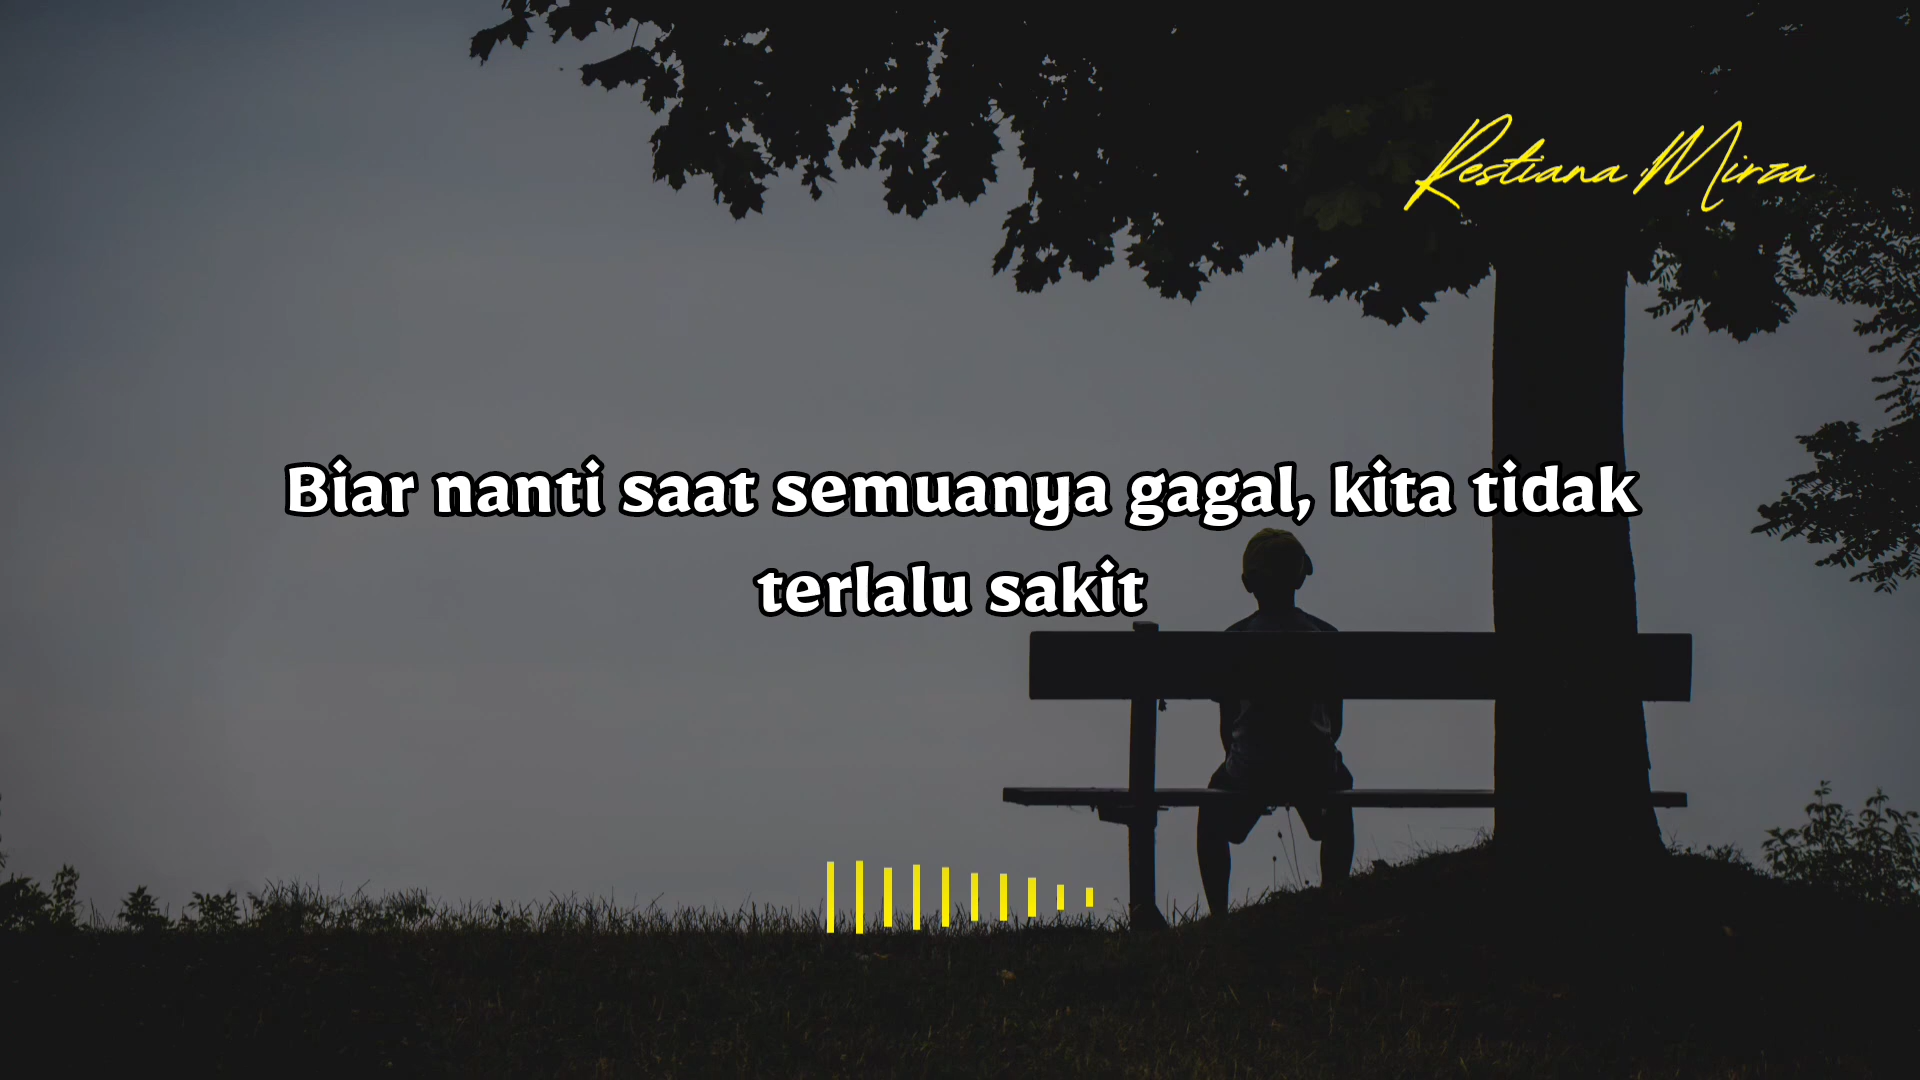 Restiana Mirza
Biar nanti saat semuanya gagal, kita tidak
terlalu sakit